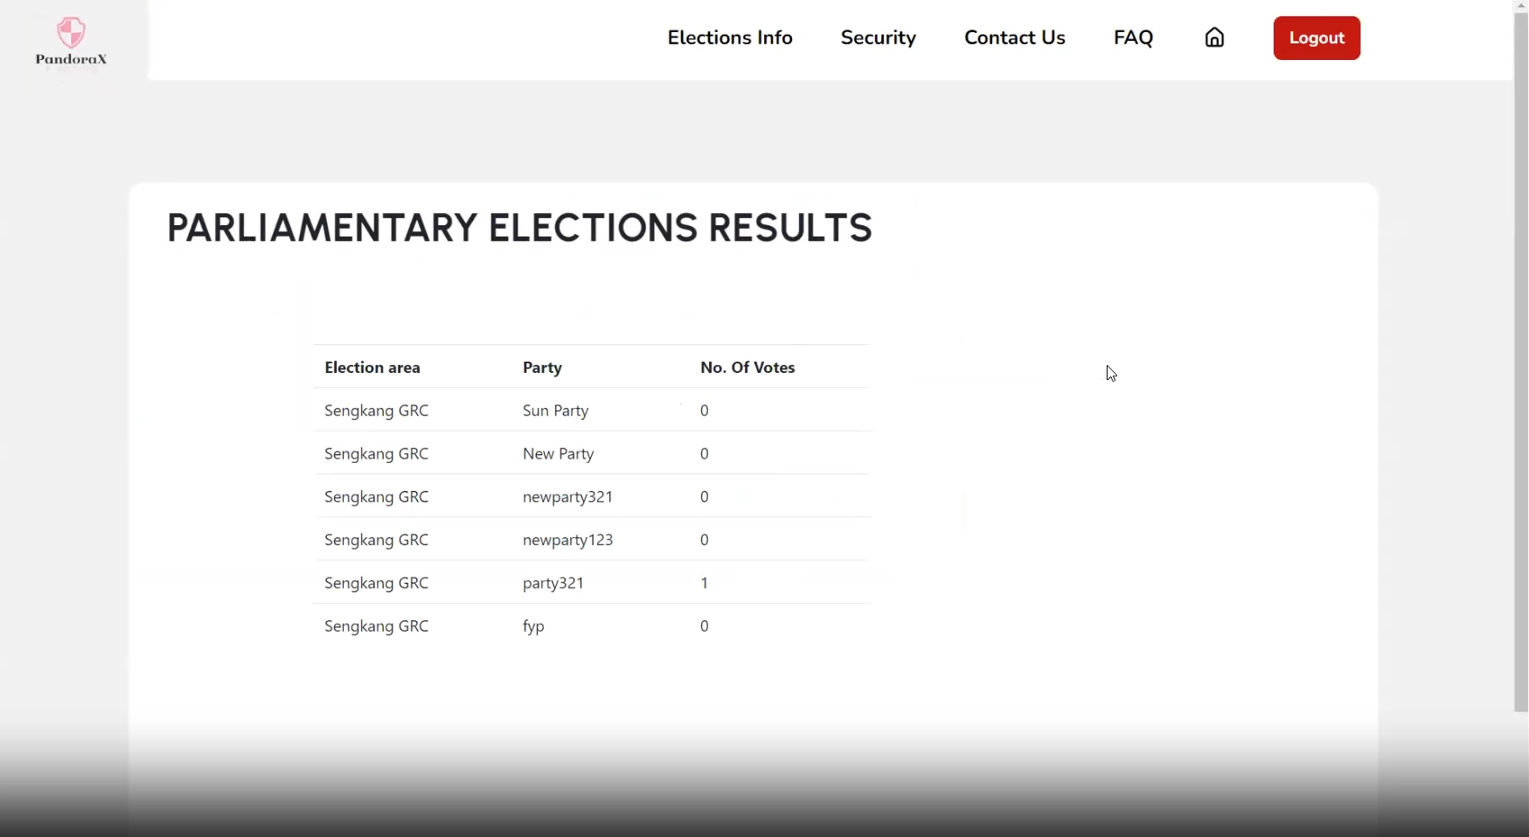 PandoraX
Elections Info Security Contact Us FAQ Logout
PARLIAMENTARY ELECTIONS RESULTS
Election area Party No. Of Votes
Sengkang GRC Sun Party 0
Sengkang GRC New Party 0
Sengkang GRC newparty321 0
Sengkang GRC newparty123 0
Sengkang GRC party321 1
Sengkang GRC fyp 0